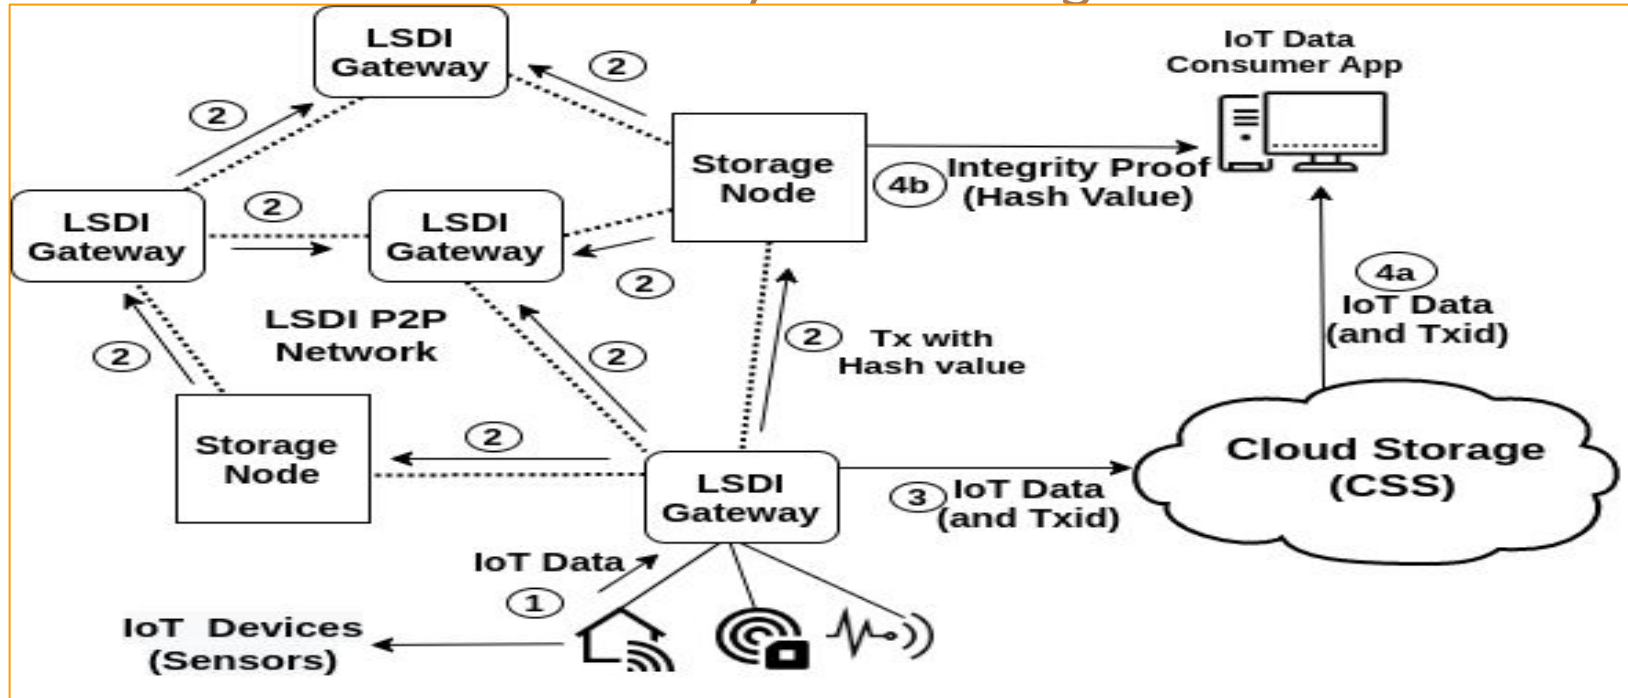 LSDI
Gateway
2
IoT Data
Consumer App
2
Storage
Node
4b
Integrity Proof
(Hash Value)
LSDI
Gateway
2
LSDI
Gateway
2
4a
IoT Data
(and Txid)
LSDI P2P
Network
2
2
2
Tx with
Hash value
Storage
Node
2
LSDI
Gateway
3
IoT Data
(and Txid)
Cloud Storage
(CSS)
IoT Data
1
IoT Devices
(Sensors)